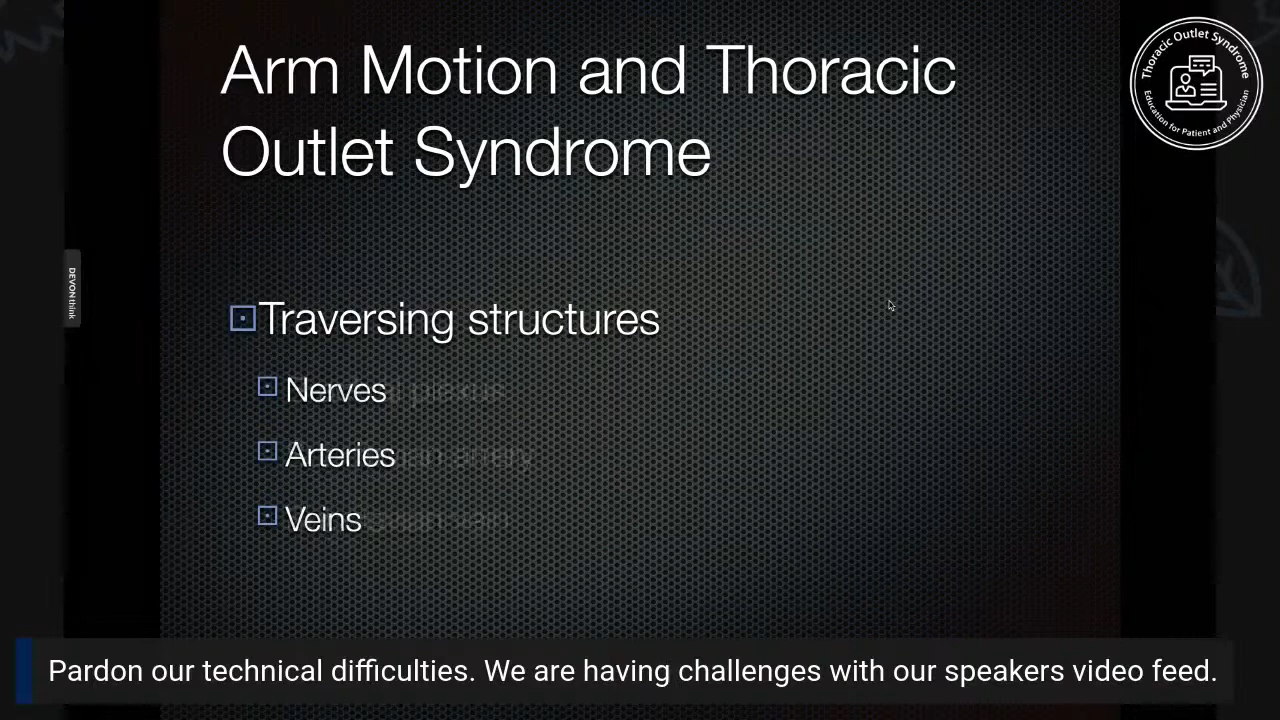 Arm Motion and Thoracic
Outlet Syndrome
Thoracic Outlet Syndrome
Education for Patient and Physician
DEVONthink
Traversing structures
Nerves
Arteries
Veins
Pardon our technical difficulties. We are having challenges with our speakers video feed.